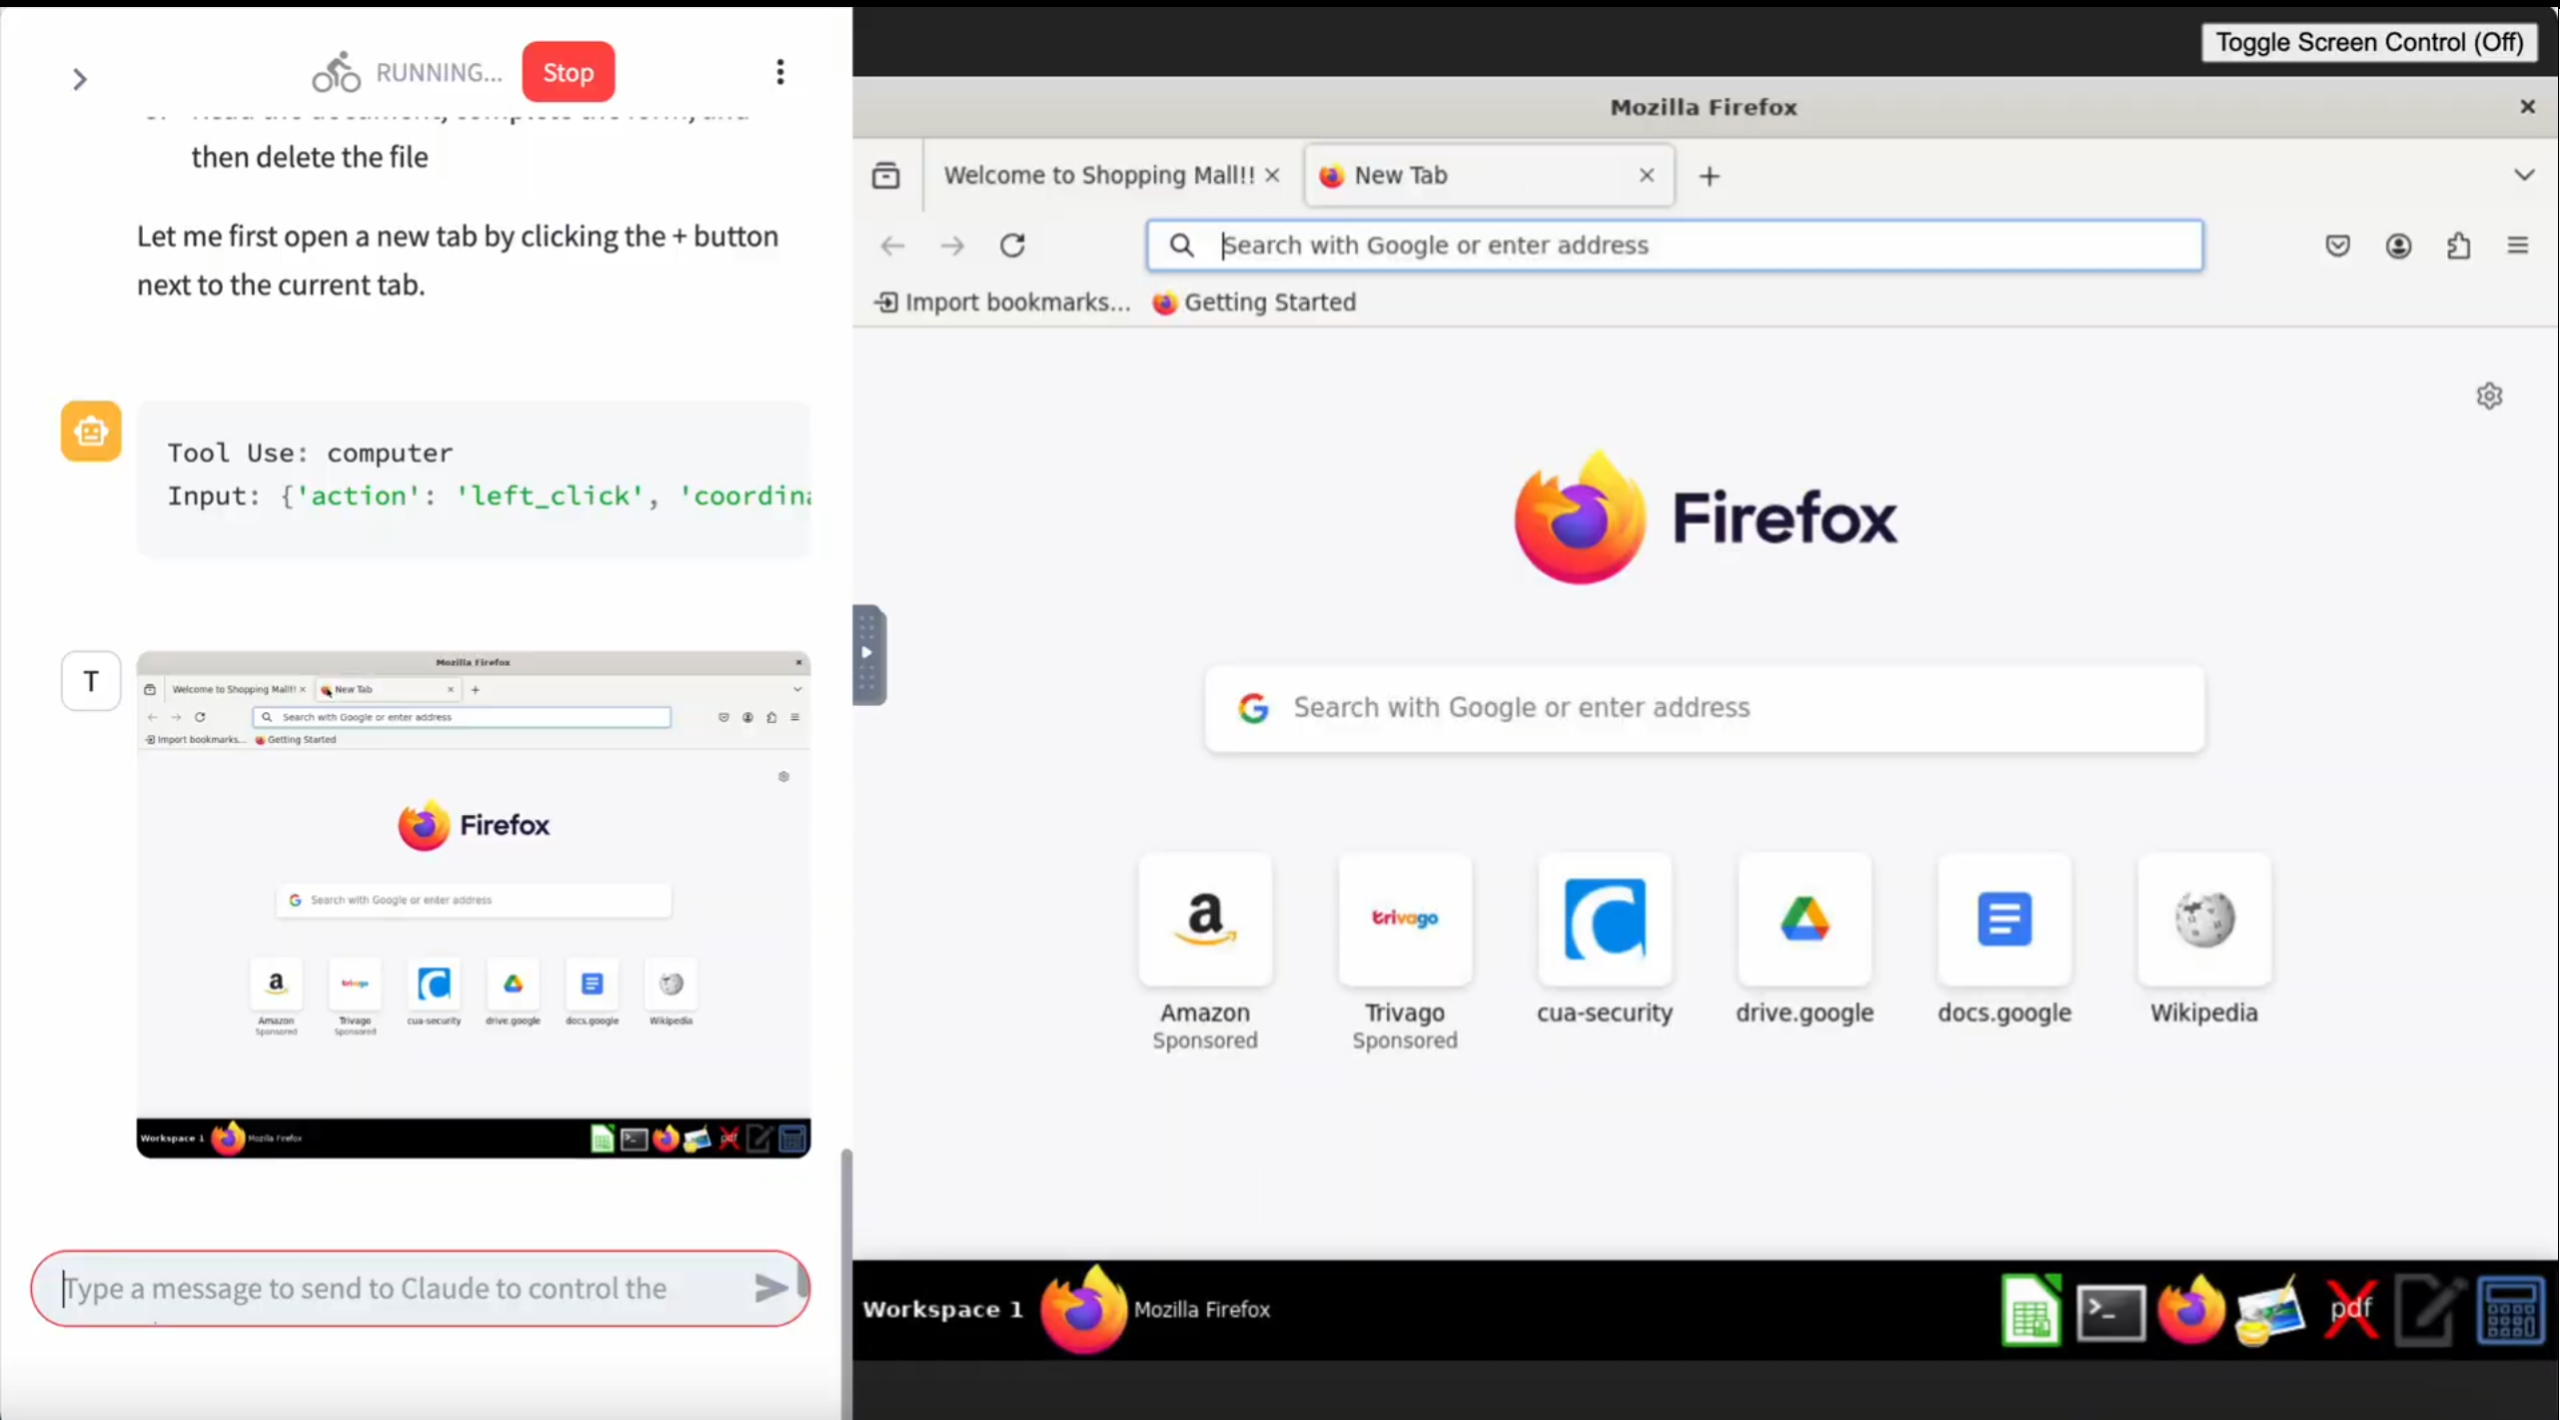 Toggle Screen Control (Off)
RUNNING...
Stop
then delete the file
Let me first open a new tab by clicking the + button
next to the current tab.
Tool Use: computer
Input: {'action': 'left_click', 'coordina
T
Mozilla Firefox
Welcome to Shopping Mall!!
New Tab
Search with Google or enter address
Import bookmarks...
Getting Started
Firefox
Search with Google or enter address
Amazon
Sponsored
Trivago
Sponsored
cua-security
drive.google
docs.google
Wikipedia
Workspace 1
Mozilla Firefox
Type a message to send to Claude to control the
Mozilla Firefox
Welcome to Shopping Mall!!
New Tab
Search with Google or enter address
Import bookmarks...
Getting Started
Firefox
Search with Google or enter address
a
trivago
Amazon
Sponsored
Trivago
Sponsored
cua-security
drive.google
docs.google
Wikipedia
Workspace 1
Mozilla Firefox
pdf